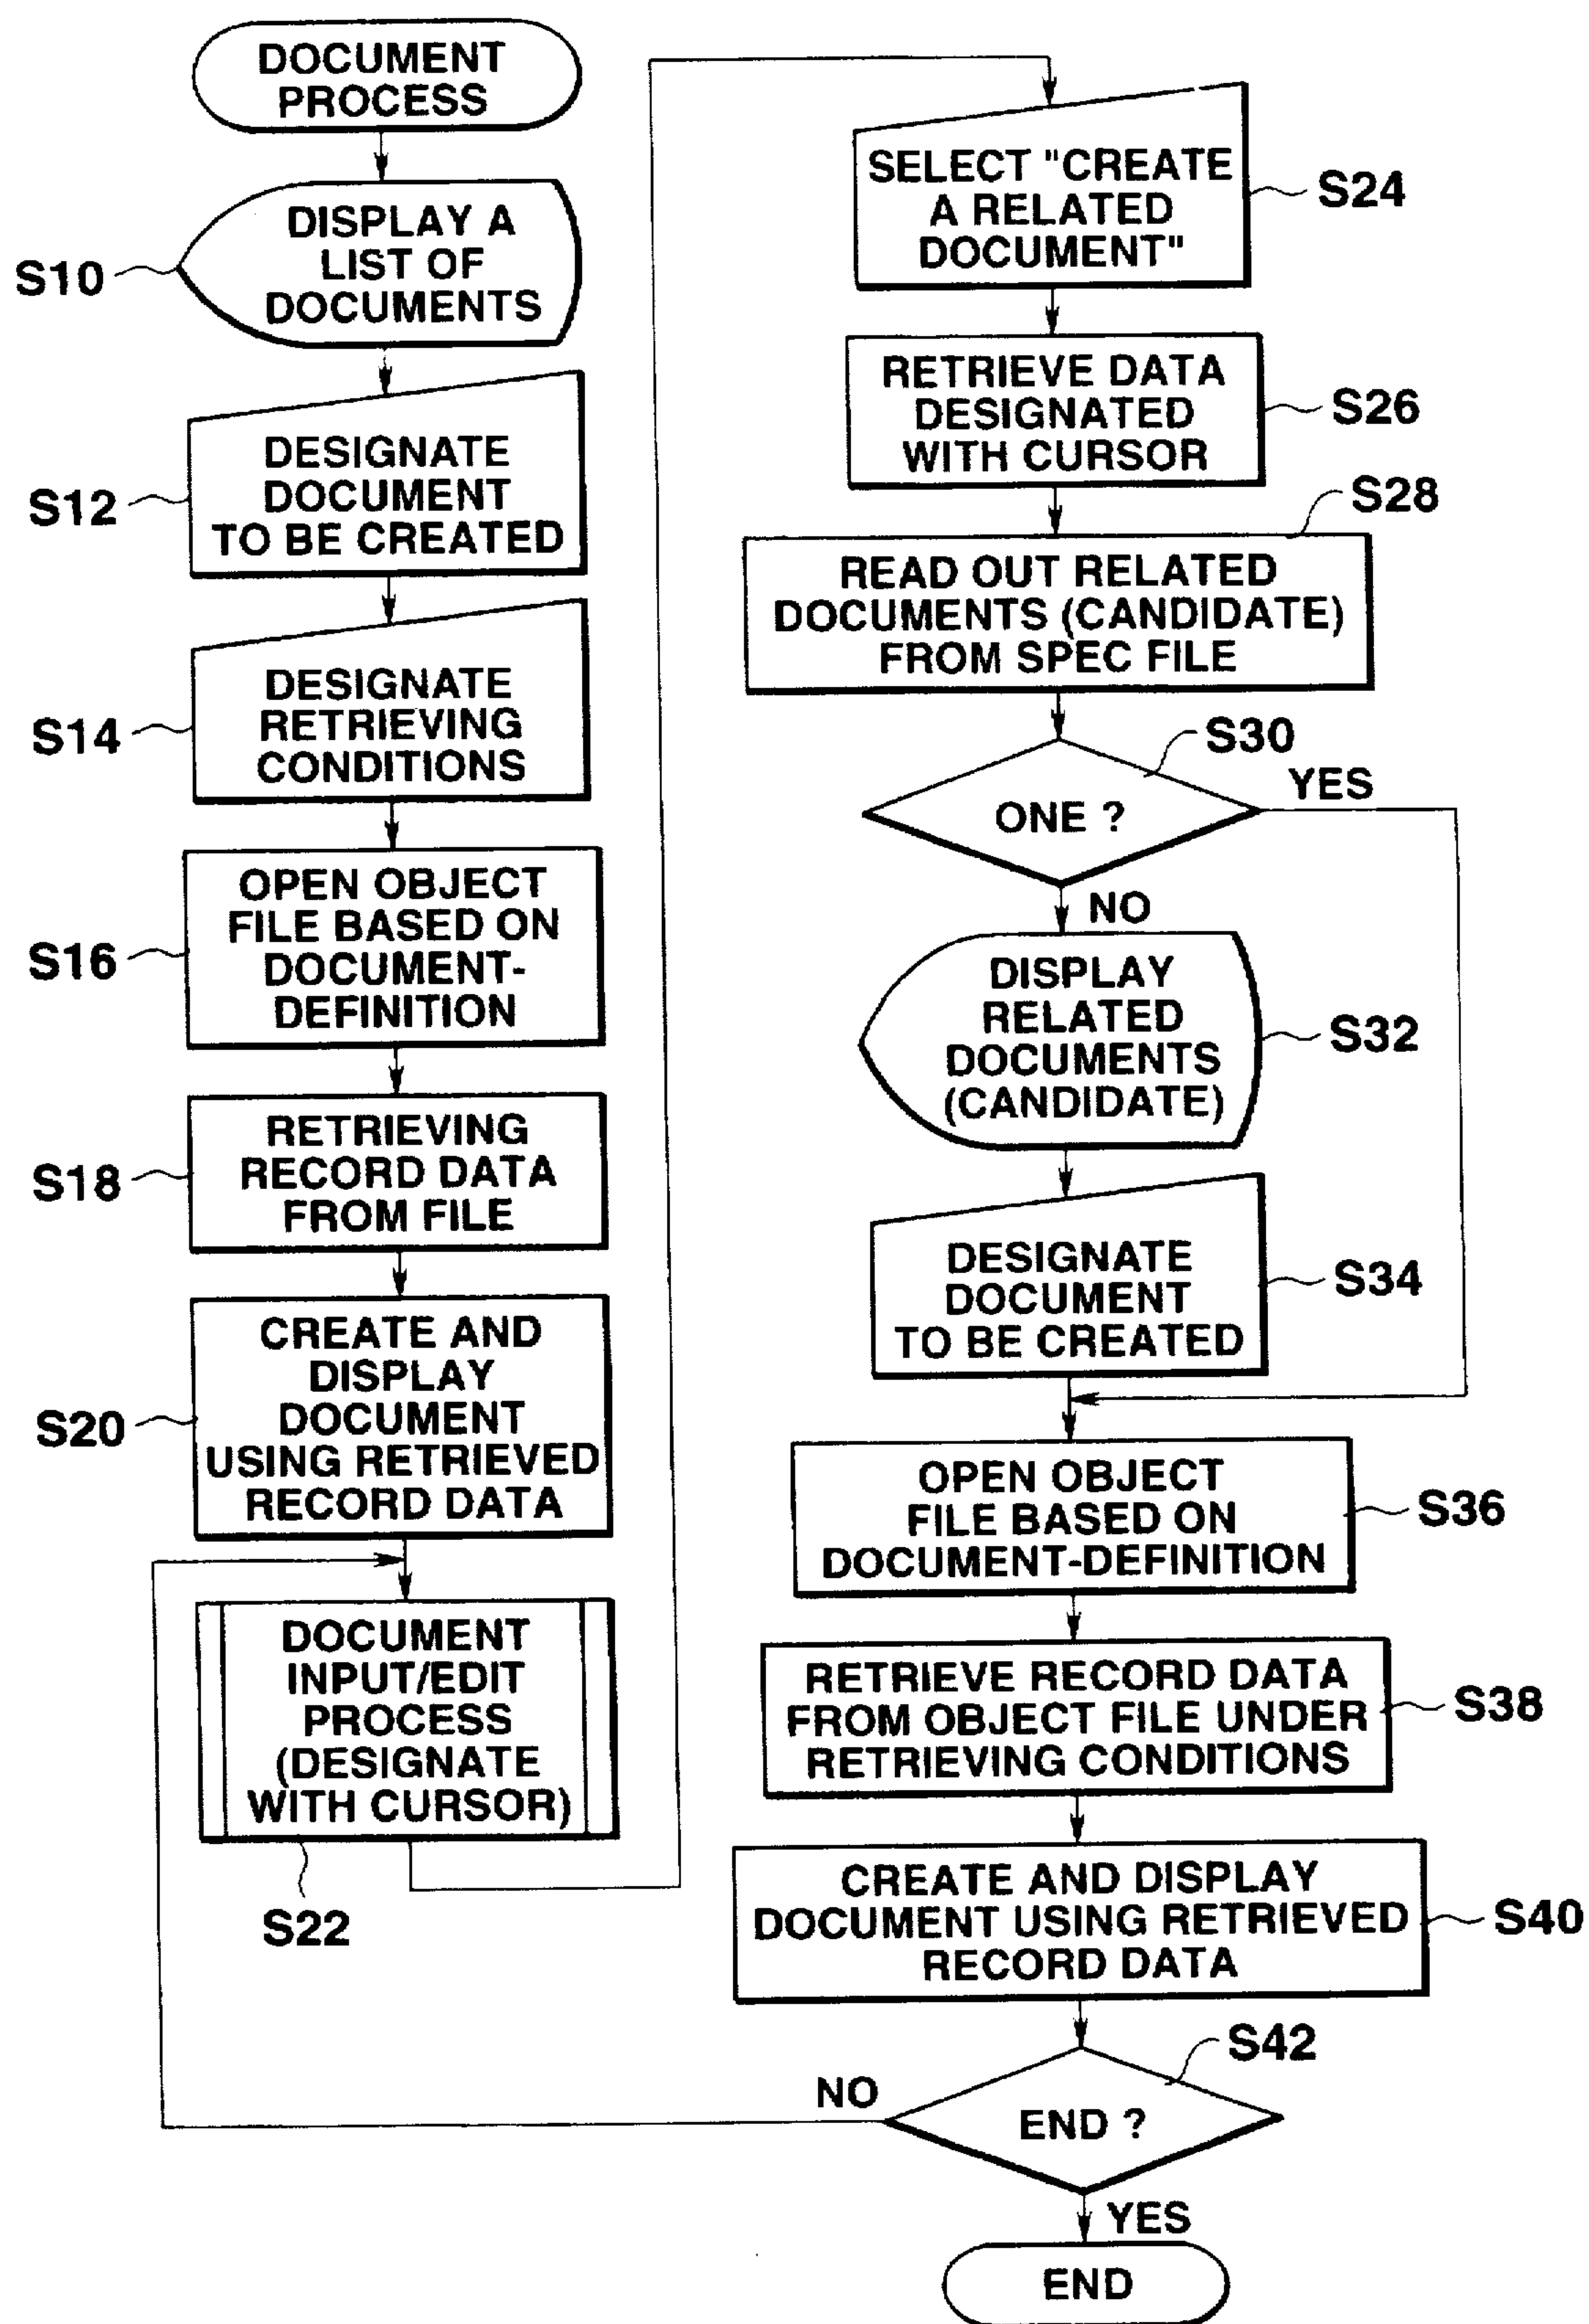 DOCUMENT
PROCESS
S10
DISPLAY A
LIST OF
DOCUMENTS
S12
DESIGNATE
DOCUMENT
TO BE CREATED
S14
DESIGNATE
RETRIEVING
CONDITIONS
S16
OPEN OBJECT
FILE BASED ON
DOCUMENT-
DEFINITION
S18
RETRIEVING
RECORD DATA
FROM FILE
S20
CREATE AND
DISPLAY
DOCUMENT
USING RETRIEVED
RECORD DATA
DOCUMENT
INPUT/EDIT
PROCESS
(DESIGNATE
WITH CURSOR)
S22
SELECT "CREATE
A RELATED
DOCUMENT"
S24
RETRIEVE DATA
DESIGNATED
WITH CURSOR
S26
S28
READ OUT RELATED
DOCUMENTS (CANDIDATE)
FROM SPEC FILE
S30
ONE ?
YES
NO
DISPLAY
RELATED
DOCUMENTS
(CANDIDATE)
S32
DESIGNATE
DOCUMENT
TO BE CREATED
S34
OPEN OBJECT
FILE BASED ON
DOCUMENT-DEFINITION
S36
RETRIEVE RECORD DATA
FROM OBJECT FILE UNDER
RETRIEVING CONDITIONS
S38
CREATE AND DISPLAY
DOCUMENT USING RETRIEVED
RECORD DATA
S40
S42
NO
END ?
YES
END